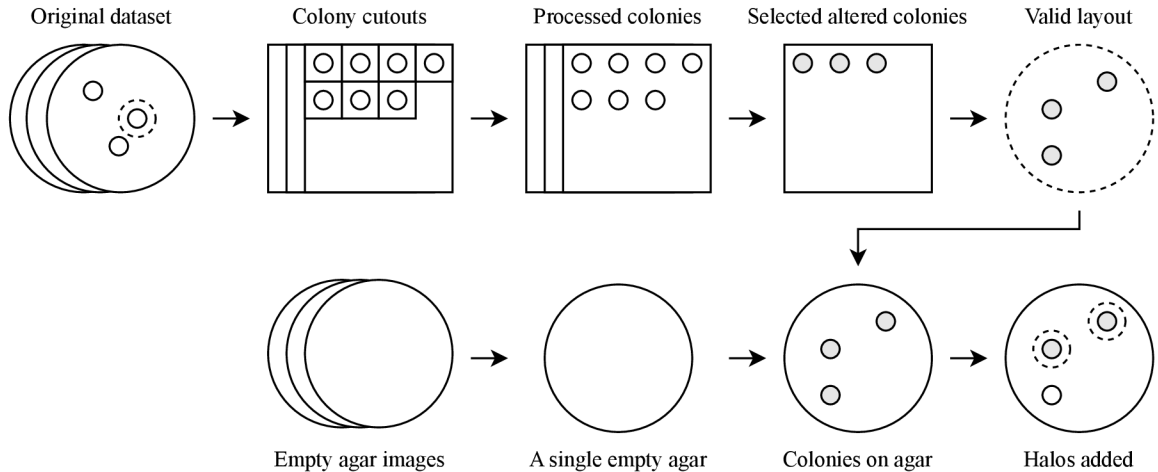 Original dataset
Colony cutouts
Processed colonies
Selected altered colonies
Valid layout
Empty agar images
A single empty agar
Colonies on agar
Halos added